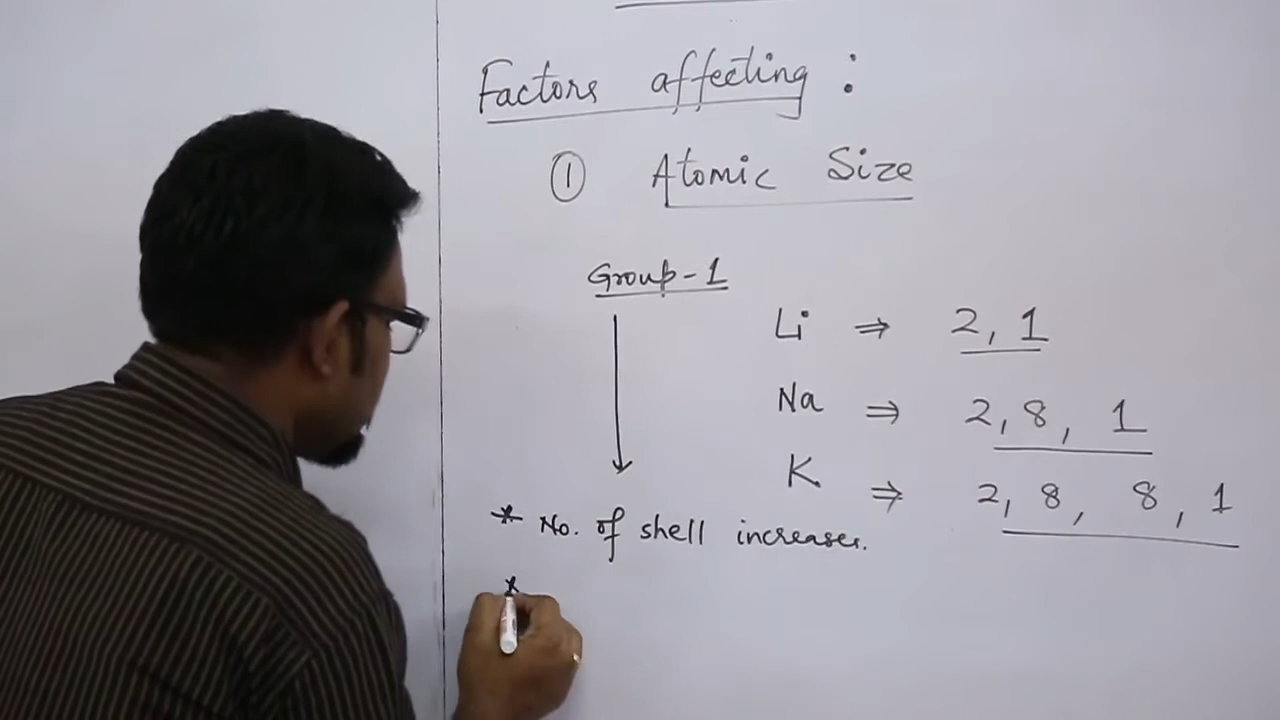 Factors affecting :
① Atomic Size
Group-1
Li ⇒ 2, 1
Na ⇒ 2, 8, 1
K ⇒ 2, 8, 8, 1
* No. of shell increases.
*